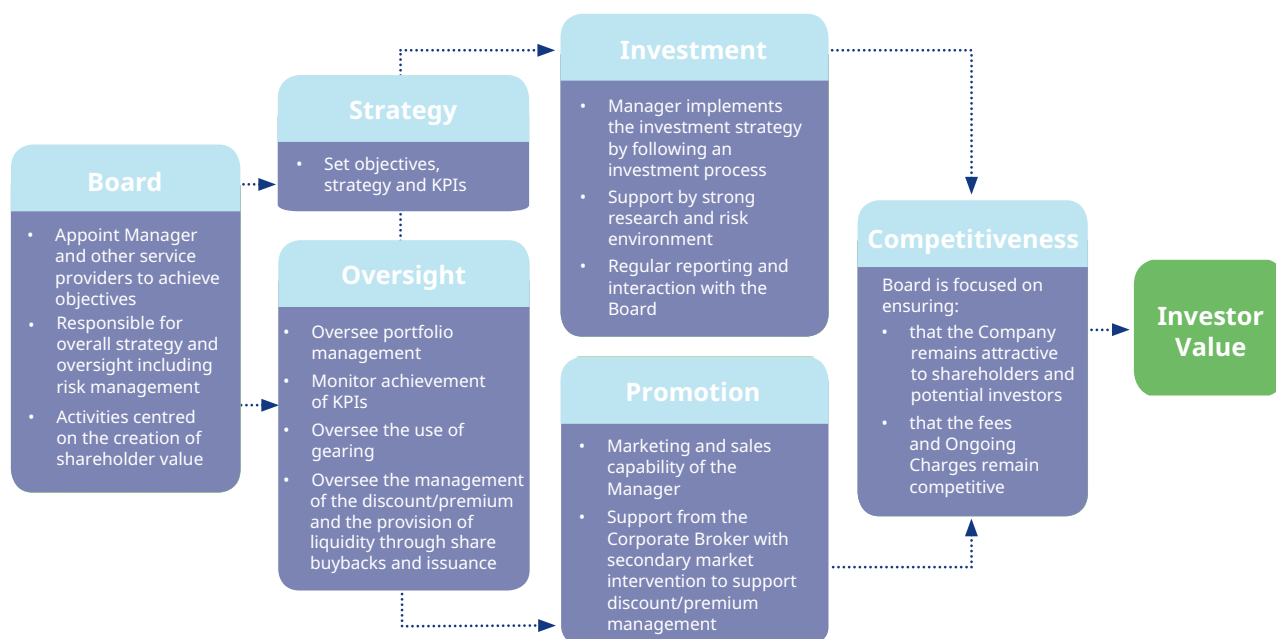 Board
• Appoint Manager
and other service
providers to achieve
objectives
• Responsible for
overall strategy and
oversight including
risk management
• Activities centred
on the creation of
shareholder value
Strategy
• Set objectives,
strategy and KPIs
Oversight
• Oversee portfolio
management
• Monitor achievement
of KPIs
• Oversee the use of
gearing
• Oversee the management
of the discount/premium
and the provision of
liquidity through share
buybacks and issuance
Investment
• Manager implements
the investment strategy
by following an
investment process
• Support by strong
research and risk
environment
• Regular reporting and
interaction with the
Board
Promotion
• Marketing and sales
capability of the
Manager
• Support from the
Corporate Broker with
secondary market
intervention to support
discount/premium
management
Competitiveness
Board is focused on
ensuring:
• that the Company
remains attractive
to shareholders and
potential investors
• that the fees
and Ongoing
Charges remain
competitive
Investor
Value